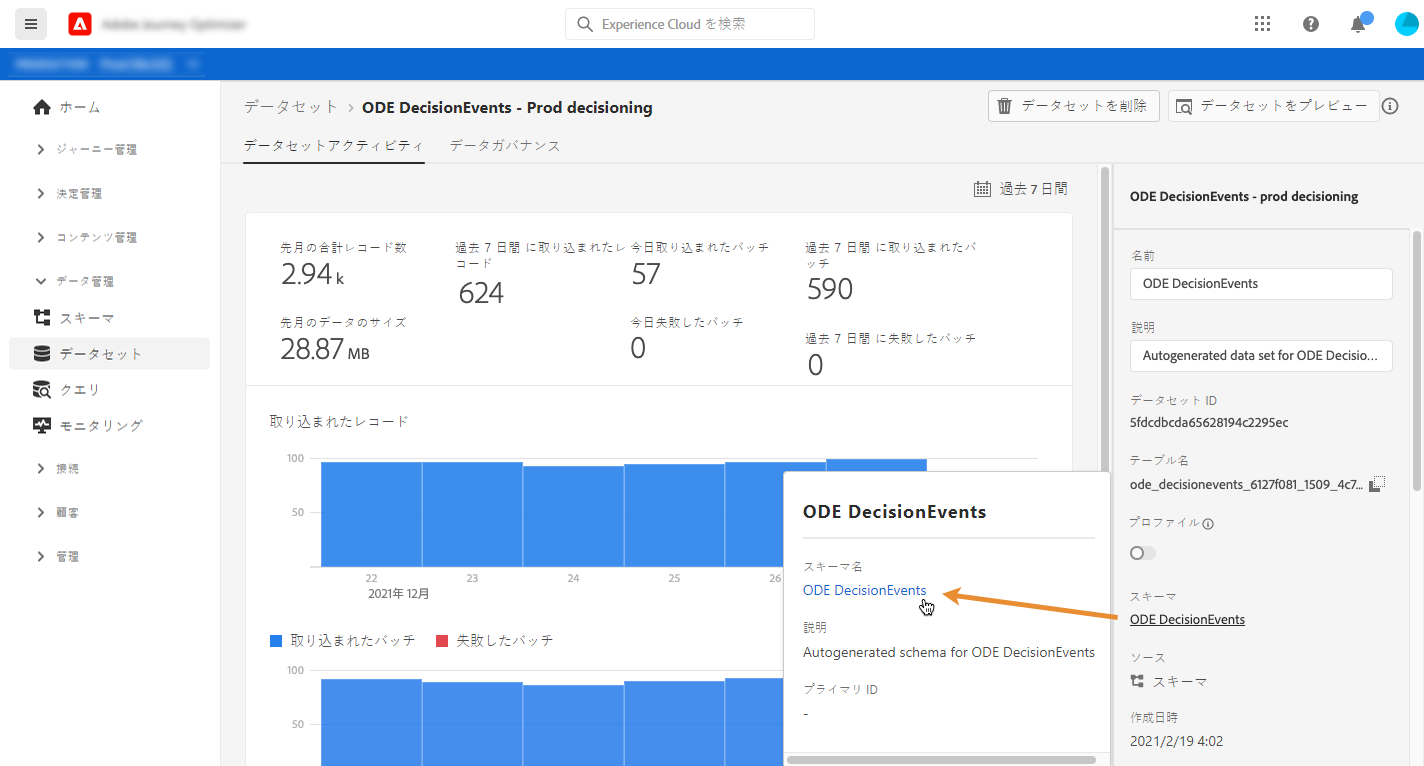 Experience Cloud を検索
ホーム
ジャーニー管理
決定管理
コンテンツ管理
データ管理
スキーマ
データセット
クエリ
モニタリング
接続
顧客
管理
データセット › ODE DecisionEvents - Prod decisioning
データセットを削除
データセットをプレビュー
データセットアクティビティ
データガバナンス
過去 7 日間
先月の合計レコード数
2.94 k
過去 7 日間 に取り込まれたレ
コード
624
今日取り込まれたバッチ
57
過去 7 日間 に取り込まれたバ
ッチ
590
先月のデータのサイズ
28.87 MB
今日失敗したバッチ
0
過去 7 日間 に失敗したバッチ
0
取り込まれたレコード
100
50
22 23 24 25 26
2021年 12月
取り込まれたバッチ
失敗したバッチ
100
50
ODE DecisionEvents
スキーマ名
ODE DecisionEvents
説明
Autogenerated schema for ODE DecisionEvents
プライマリ ID
-
ODE DecisionEvents - prod decisioning
名前
ODE DecisionEvents
説明
Autogenerated data set for ODE Decisio...
データセット ID
5fdcdbcda65628194c2295ec
テーブル名
ode_decisionevents_6127f081_1509_4c7...
プロファイル
スキーマ
ODE DecisionEvents
ソース
スキーマ
作成日時
2021/2/19 4:02